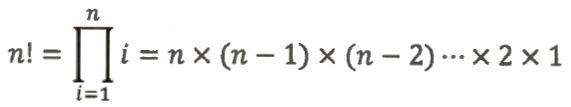 n! = ∏_{i=1}^{n} i = n × (n − 1) × (n − 2) ⋯ × 2 × 1